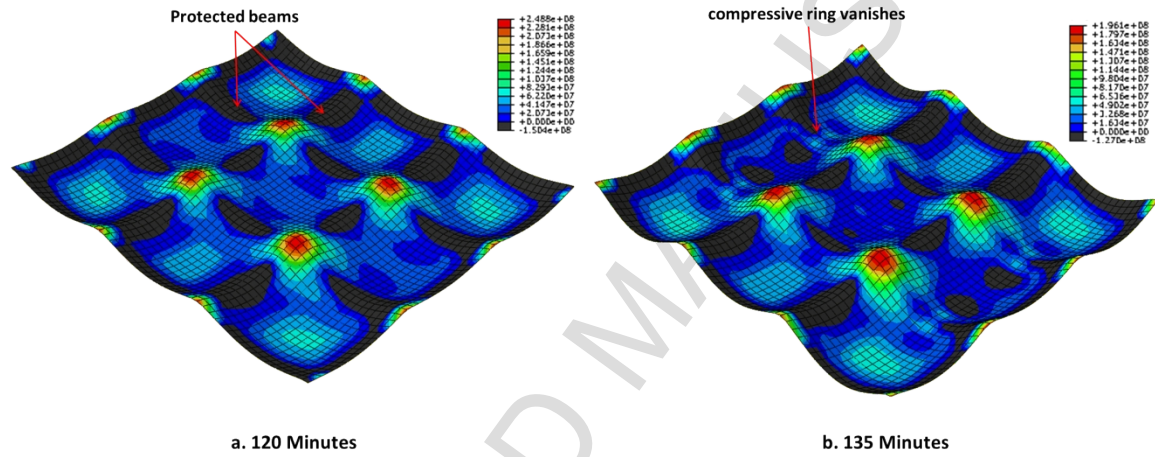 Protected beams
compressive ring vanishes
+2.488e+08
+2.281e+08
+2.073e+08
+1.866e+08
+1.659e+08
+1.451e+08
+1.244e+08
+1.037e+08
+8.293e+07
+6.220e+07
+4.147e+07
+2.073e+07
+0.000e+00
-1.504e+08
+1.961e+08
+1.797e+08
+1.634e+08
+1.471e+08
+1.307e+08
+1.144e+08
+9.804e+07
+8.170e+07
+6.536e+07
+4.902e+07
+3.268e+07
+1.634e+07
+0.000e+00
-1.270e+08
D MANUS
a. 120 Minutes
b. 135 Minutes